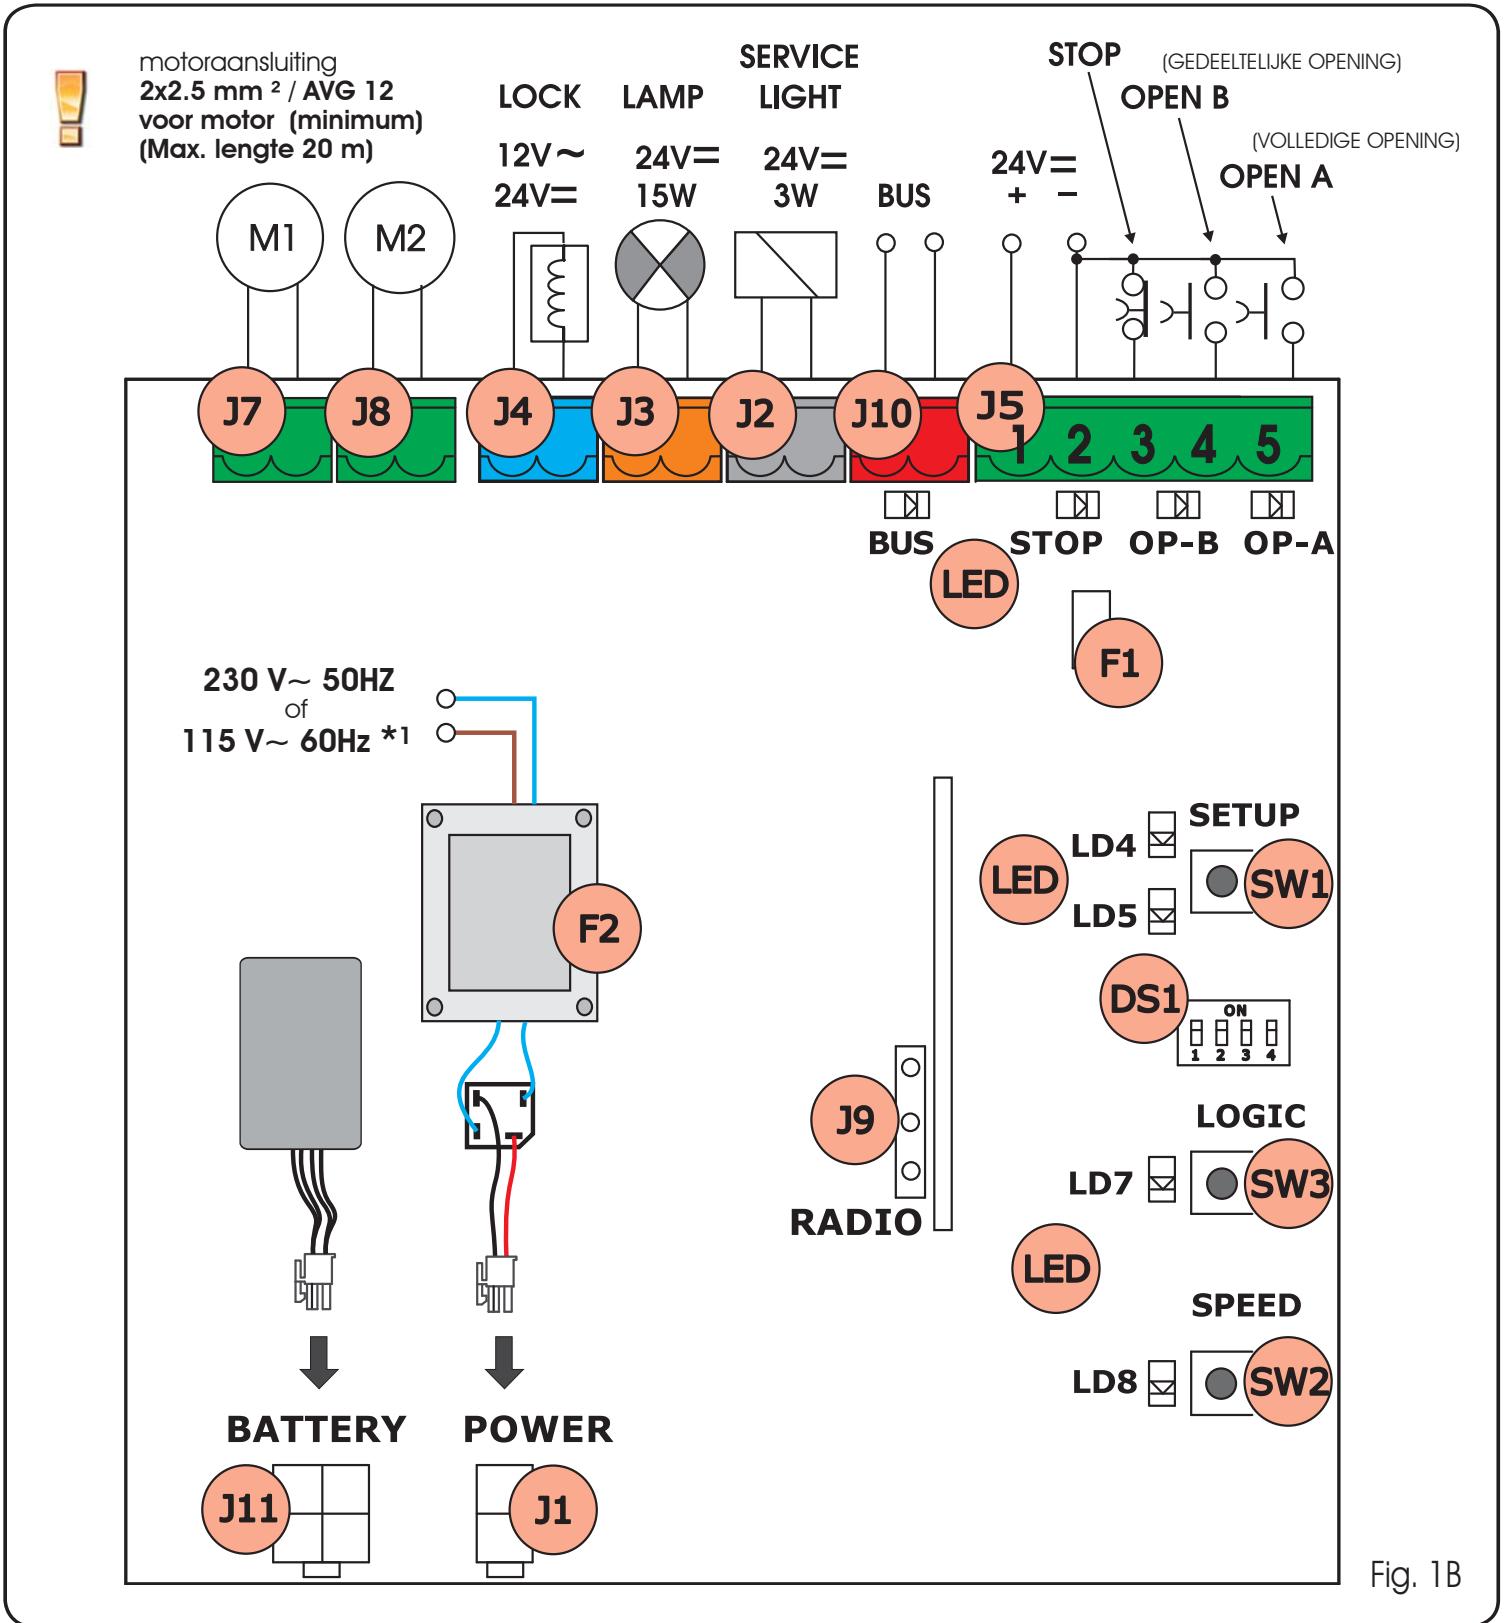 motoraansluiting
2x2.5 mm ² / AVG 12
voor motor (minimum)
(Max. lengte 20 m)
LOCK
12V~
24V=
LAMP
24V=
15W
SERVICE
LIGHT
24V=
3W
BUS
24V=
+ −
STOP
(GEDEELTELIJKE OPENING)
OPEN B
(VOLLEDIGE OPENING)
OPEN A
M1
M2
J7
J8
J4
J3
J2
J10
J5
1 2 3 4 5
BUS
STOP
OP-B
OP-A
LED
F1
230 V~ 50HZ
of
115 V~ 60Hz *1
F2
SETUP
LD4
LED
SW1
LD5
DS1
ON
1 2 3 4
J9
RADIO
LOGIC
LD7
SW3
LED
SPEED
LD8
SW2
BATTERY
POWER
J11
J1
Fig. 1B